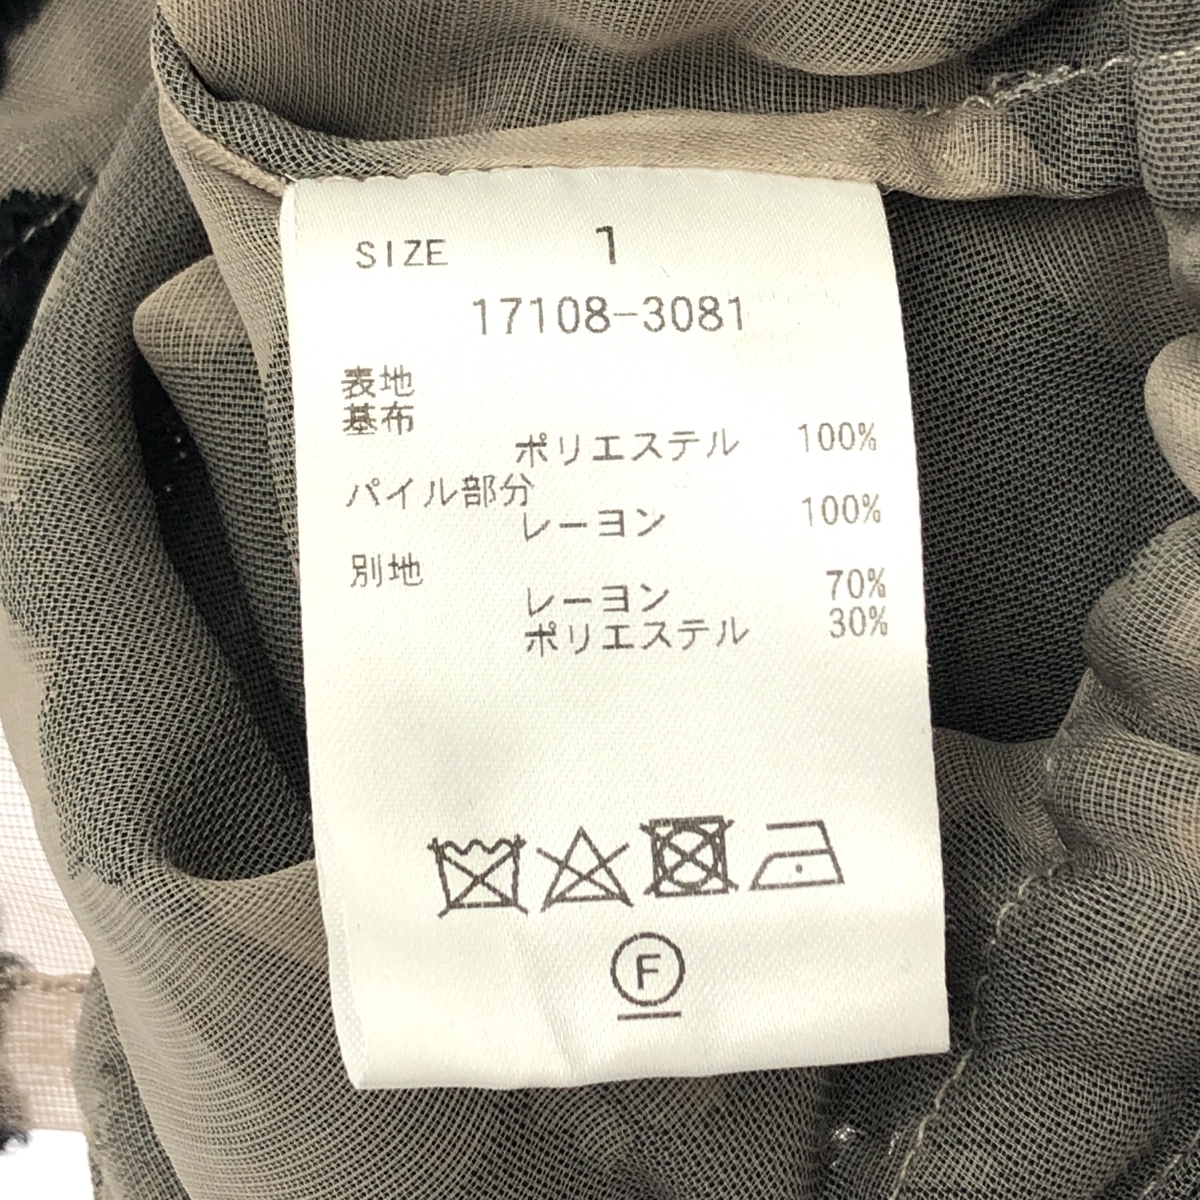 SIZE 1
17108-3081
表地
基布
ポリエステル 100%
パイル部分
レーヨン 100%
別地
レーヨン 70%
ポリエステル 30%
F